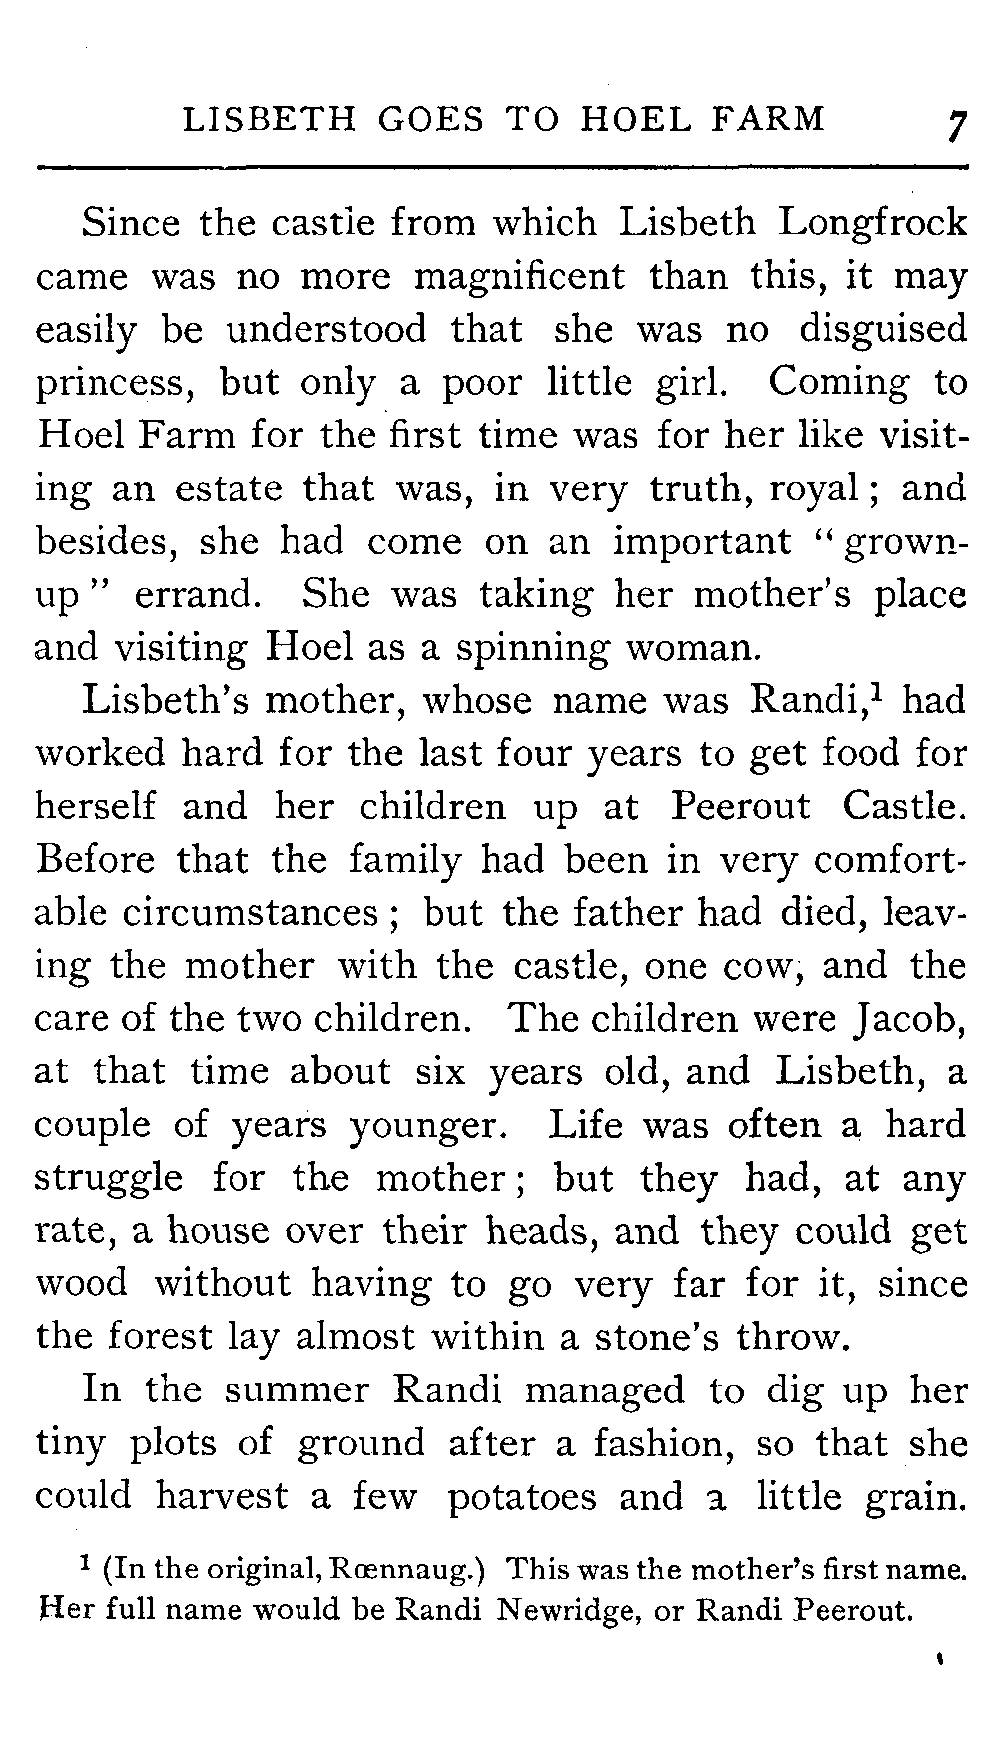 LISBETH GOES TO HOEL FARM 7
Since the castle from which Lisbeth Longfrock
came was no more magnificent than this, it may
easily be understood that she was no disguised
princess, but only a poor little girl. Coming to
Hoel Farm for the first time was for her like visit-
ing an estate that was, in very truth, royal; and
besides, she had come on an important "grown-
up" errand. She was taking her mother's place
and visiting Hoel as a spinning woman.
Lisbeth's mother, whose name was Randi,¹ had
worked hard for the last four years to get food for
herself and her children up at Peerout Castle.
Before that the family had been in very comfort-
able circumstances; but the father had died, leav-
ing the mother with the castle, one cow, and the
care of the two children. The children were Jacob,
at that time about six years old, and Lisbeth, a
couple of years younger. Life was often a hard
struggle for the mother; but they had, at any
rate, a house over their heads, and they could get
wood without having to go very far for it, since
the forest lay almost within a stone's throw.
In the summer Randi managed to dig up her
tiny plots of ground after a fashion, so that she
could harvest a few potatoes and a little grain.
¹ (In the original, Rœnnaug.) This was the mother's first name.
Her full name would be Randi Newridge, or Randi Peerout.